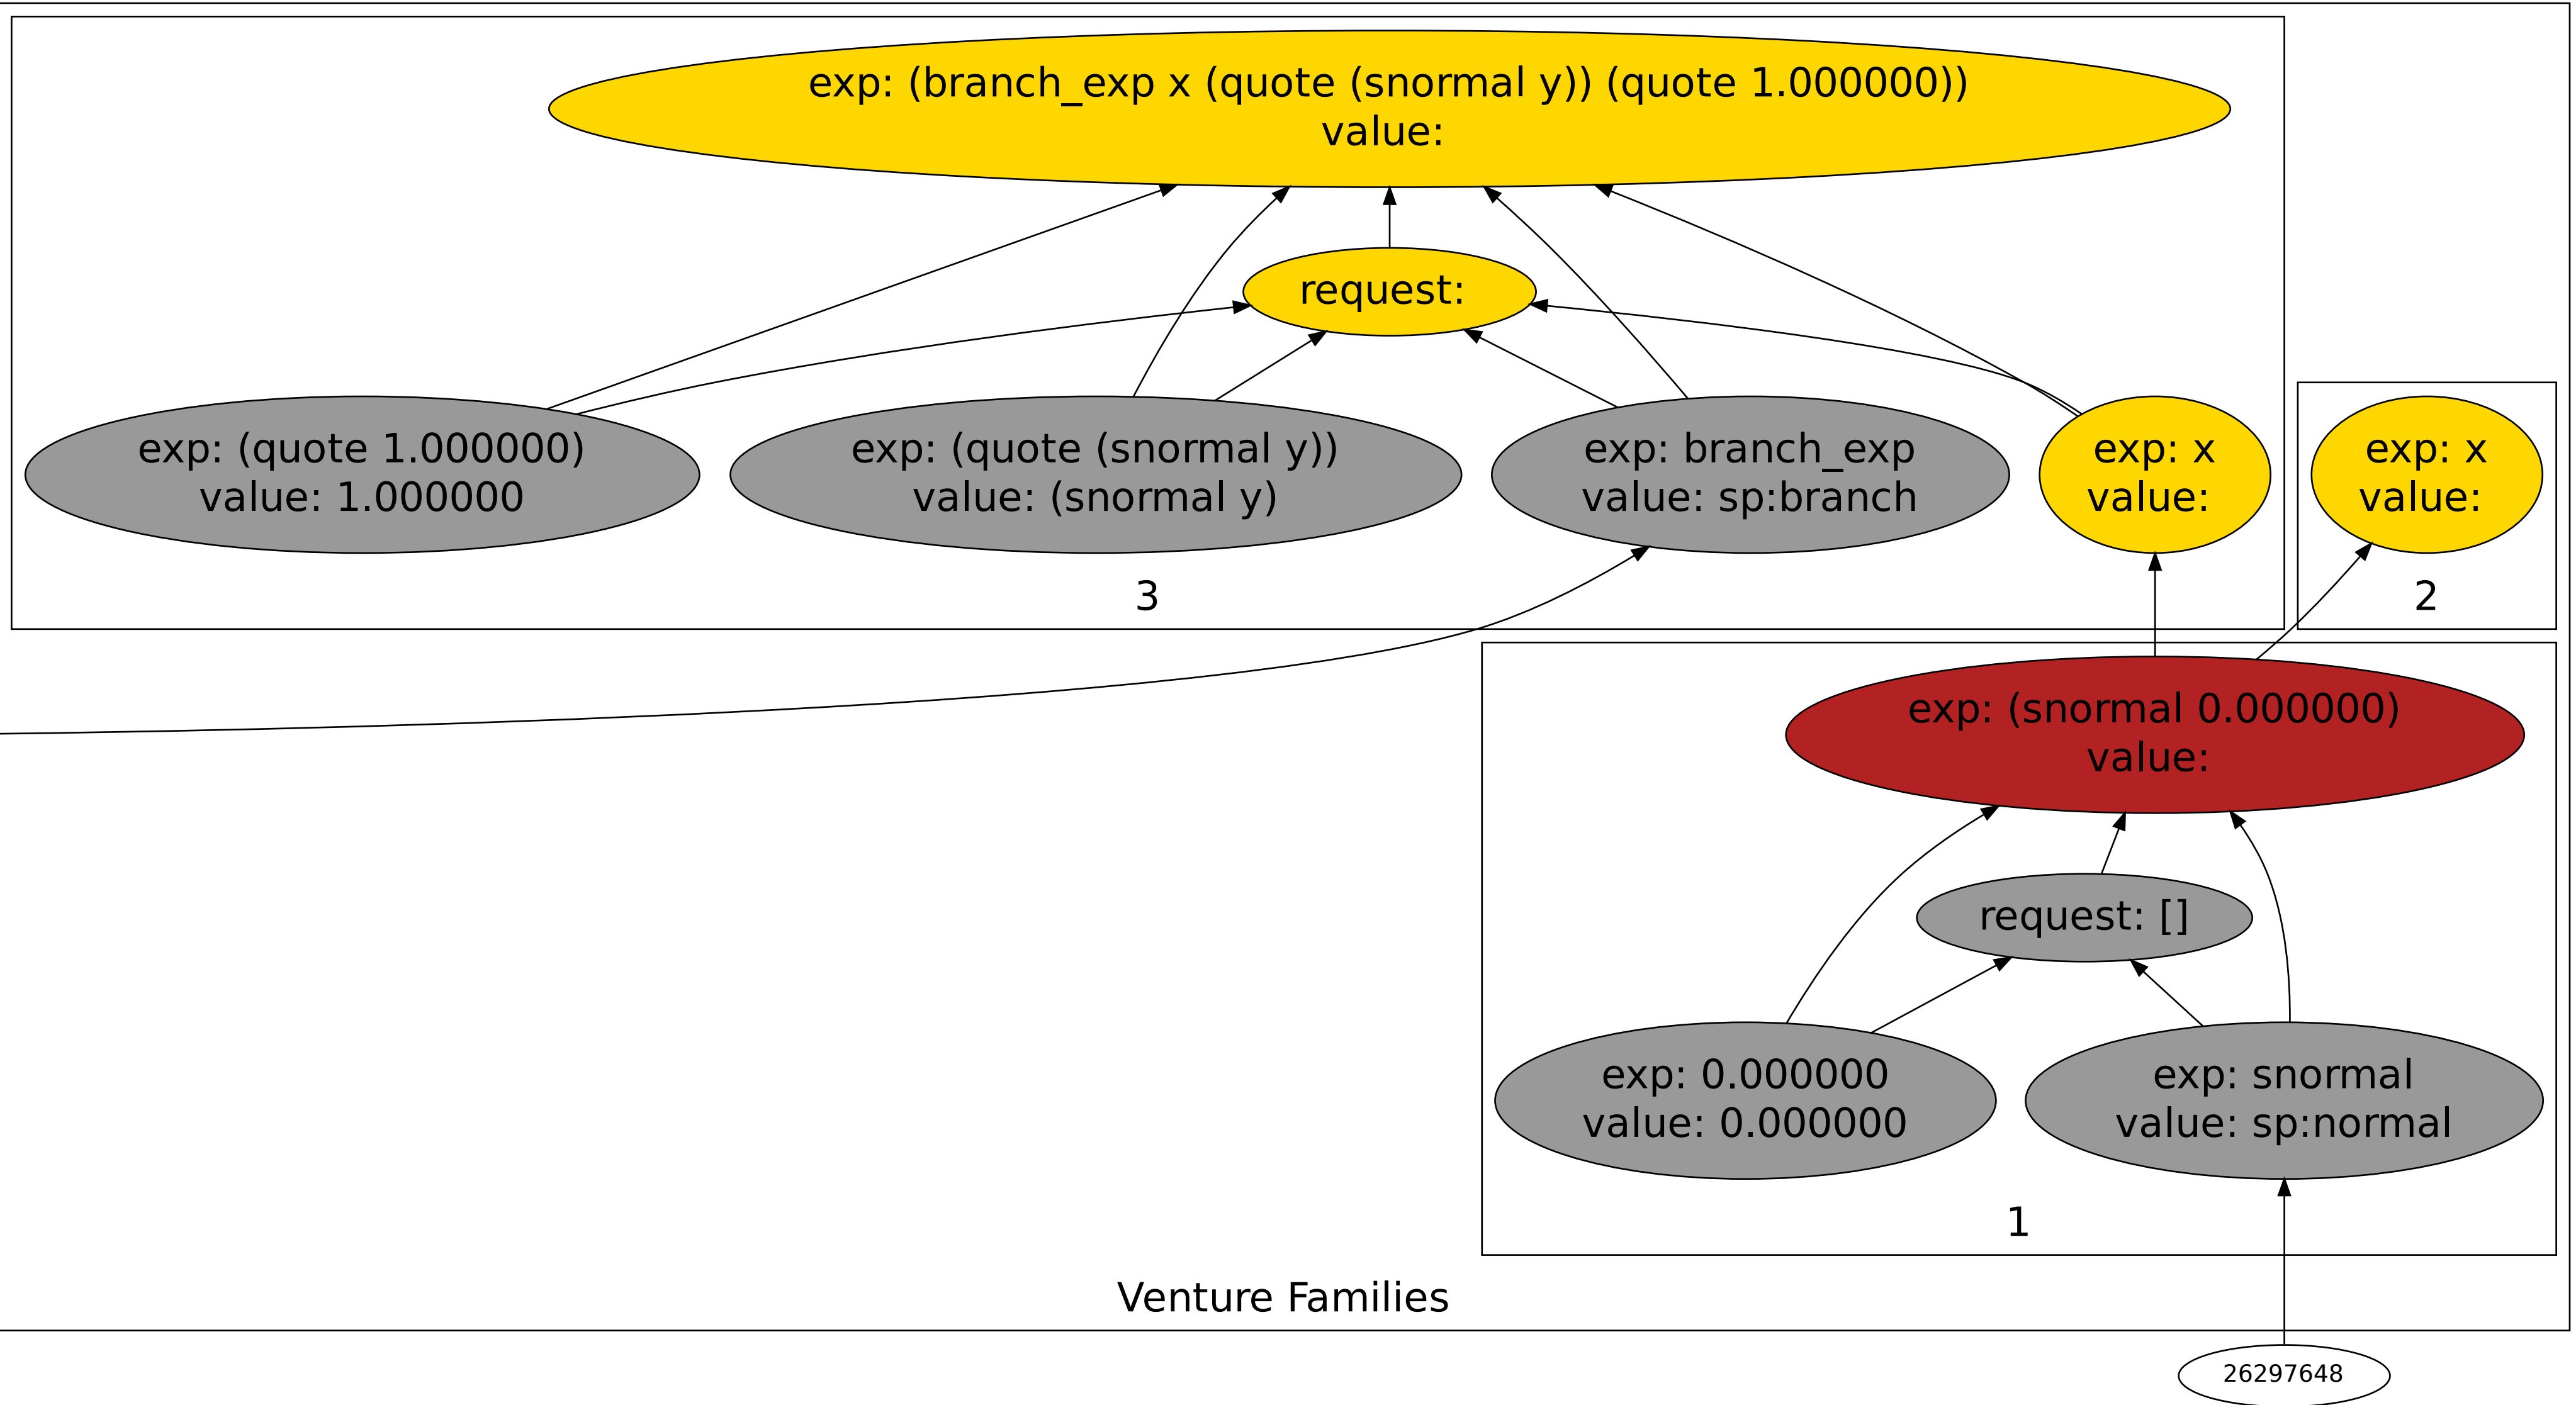 exp: (branch_exp x (quote (snormal y)) (quote 1.000000))
value:
request:
exp: (quote 1.000000)
value: 1.000000
exp: (quote (snormal y))
value: (snormal y)
exp: branch_exp
value: sp:branch
exp: x
value:
exp: x
value:
3
2
exp: (snormal 0.000000)
value:
request: []
exp: 0.000000
value: 0.000000
exp: snormal
value: sp:normal
1
Venture Families
26297648